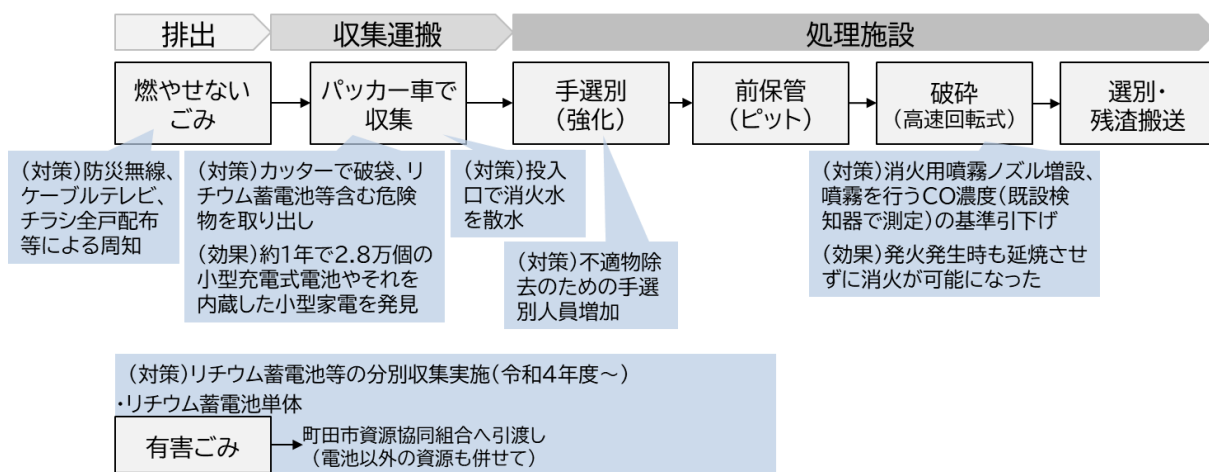 排出
収集運搬
処理施設
燃やせない
ごみ
パッカー車で
収集
手選別
(強化)
前保管
(ピット)
破砕
(高速回転式)
選別・
残渣搬送
(対策)防災無線、
ケーブルテレビ、
チラシ全戸配布
等による周知
(対策)カッターで破袋、リ
チウム蓄電池等含む危険
物を取り出し
(効果)約1年で2.8万個の
小型充電式電池やそれを
内蔵した小型家電を発見
(対策)投入
口で消火水
を散水
(対策)不適物除
去のための手選
別人員増加
(対策)消火用噴霧ノズル増設、
噴霧を行うCO濃度(既設検
知器で測定)の基準引下げ
(効果)発火発生時も延焼させ
ずに消火が可能になった
(対策)リチウム蓄電池等の分別収集実施(令和4年度~)
・リチウム蓄電池単体
有害ごみ
町田市資源協同組合へ引渡し
(電池以外の資源も併せて)